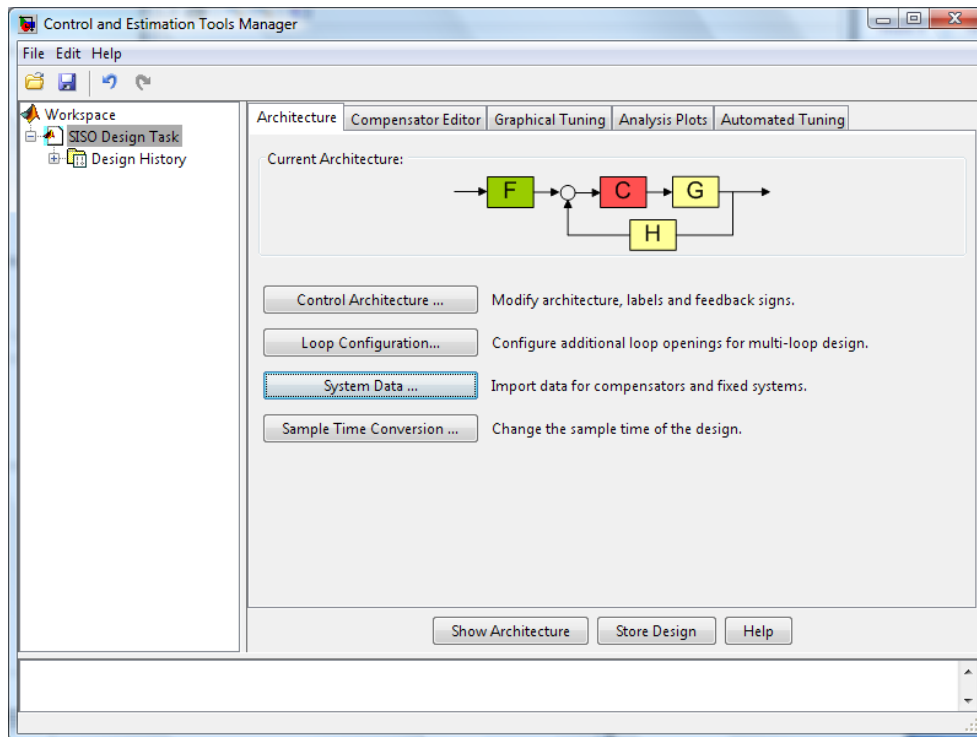 Control and Estimation Tools Manager
File Edit Help
Workspace
SISO Design Task
Design History
Architecture Compensator Editor Graphical Tuning Analysis Plots Automated Tuning
Current Architecture:
F C G
H
Control Architecture ... Modify architecture, labels and feedback signs.
Loop Configuration... Configure additional loop openings for multi-loop design.
System Data ... Import data for compensators and fixed systems.
Sample Time Conversion ... Change the sample time of the design.
Show Architecture Store Design Help